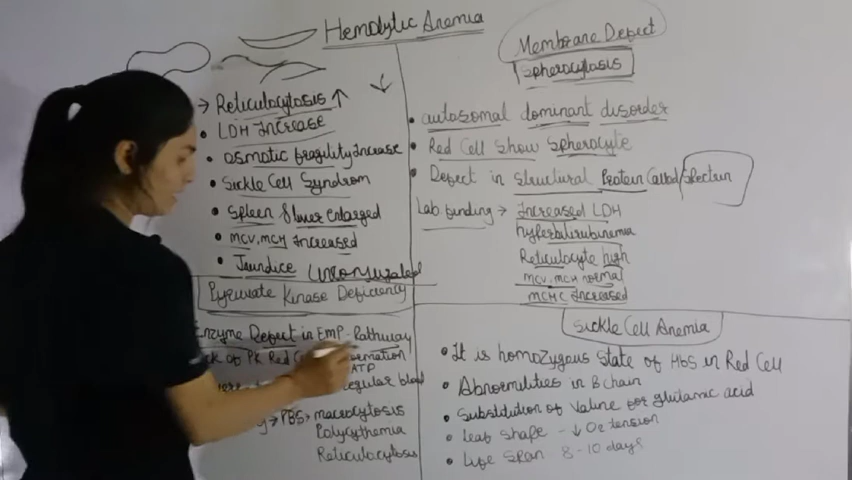 Hemolytic Anemia
→ Reticulocytosis ↑
• LDH Increase
• osmotic fragility Increase
• Sickle Cell Syndrom
• Spleen & liver enlarged
• MCV, MCH Increased
• Jaundice
Pyruvate Kinase Deficiency
Enzyme Defect in EMP-Pathway
of PK Red
ATP
PBS → macrocytosis
Polycythemia
Reticulocytosis
Membrane Defect
Spherocytosis
• autosomal dominant disorder
• Red Cell Show Spherocyte
• Defect in structural Protein Called
Lab finding → Increased LDH
hyperbilirubinemia
Reticulocyte high
MCV, MCH normal
MCHC Increased
Sickle Cell Anemia
• It is homozygous State of HbS in Red Cell
• Abnormilities in B chain
• Substitution of Valine for glutamic acid
• leaf shape - ↓ O2 tension
• Life Span 8-10 days